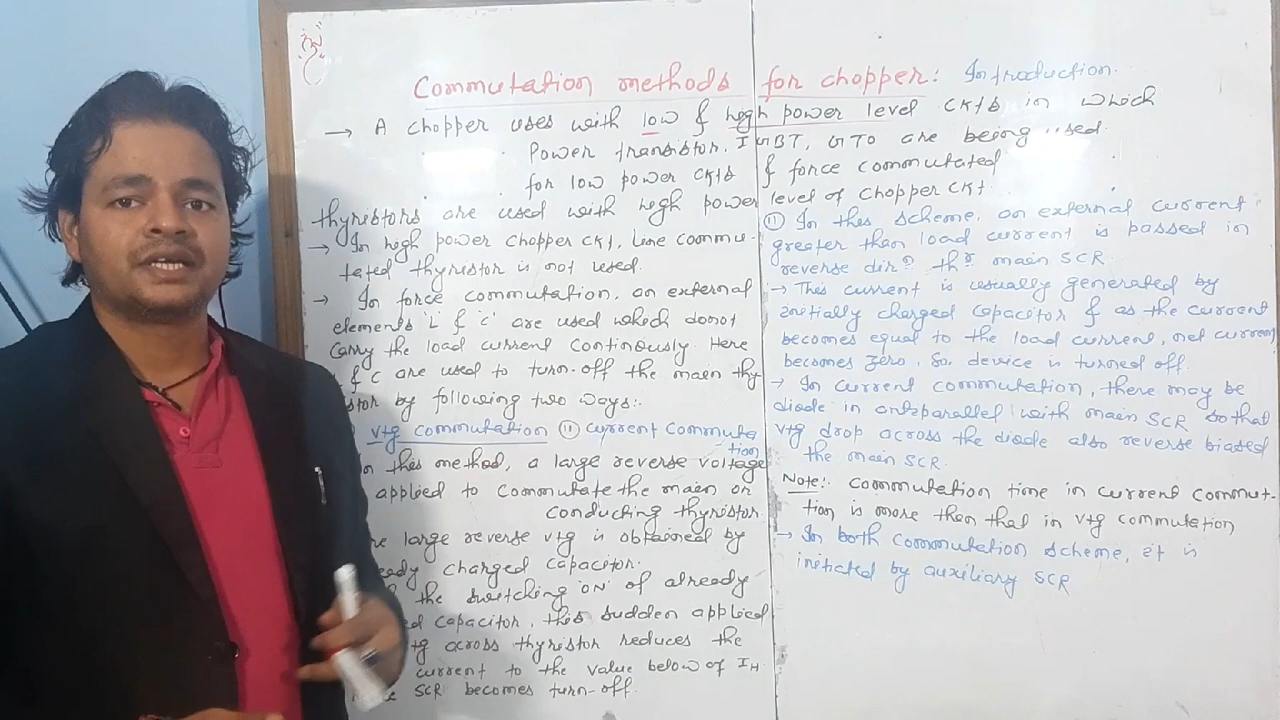 Commutation methods for chopper: Introduction.
→ A chopper uses with low & high power level CKts in which
Power transistor. IGBT, GTO are being used
for low power CKts & force commutated
thyristors are used with high power level of chopper CKt.
→ In high power chopper CKt, line commu-
tated thyristor is not used.
→ In force commutation, an external
elements 'L' & 'C' are used which donot
Carry the load current Continously. Here
& C are used to turn-off the main thy
stor by following two ways:-
vtg commutation (ii) current commuta
tion
n this method, a large reverse voltage
applied to commutate the main or
conducting thyristor
large reverse vtg is obtained by
eady charged capacitor.
the switching 'ON' of already
ed capacitor, this sudden applied
tg across thyristor reduces the
current to the value below of IH
SCR becomes turn-off.
(ii) In this scheme, an external current
greater than load current is passed in
reverse dirn. thr main SCR.
→ This current is usually generated by
initially charged capacitor & as the current
becomes equal to the load current, net current
becomes zero, so device is turned off.
→ In current commutation, there may be
diode in antiparallel with main SCR so that
vtg drop across the diode also reverse biased
the main SCR.
Note:- commutation time in current commut-
tion is more then that in vtg commutation
→ In both commutation scheme, it is
initiated by auxiliary SCR